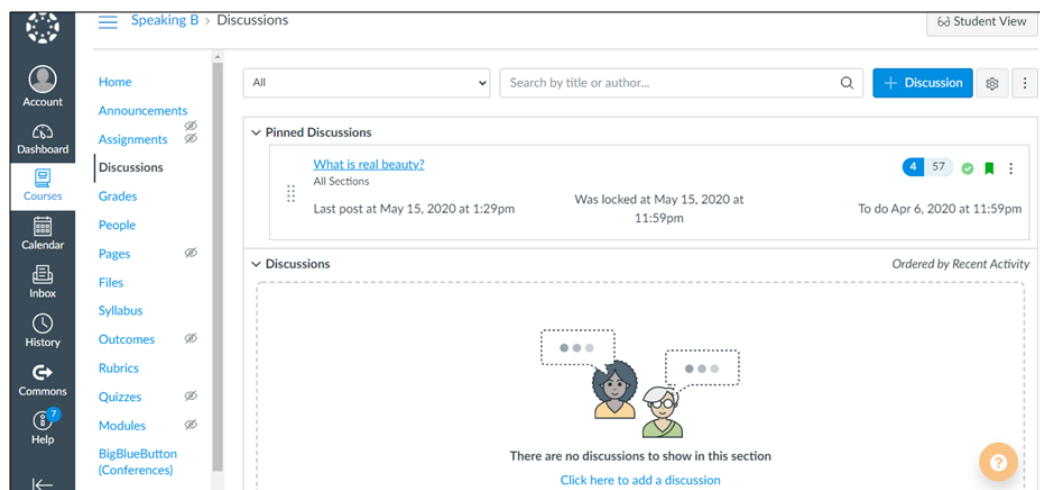 Speaking B > Discussions
Student View
Account
Dashboard
Courses
Calendar
Inbox
History
Commons
7
Help
Home
Announcements
Assignments
Discussions
Grades
People
Pages
Files
Syllabus
Outcomes
Rubrics
Quizzes
Modules
BigBlueButton
(Conferences)
All
Search by title or author...
+ Discussion
Pinned Discussions
What is real beauty?
4 57
All Sections
Last post at May 15, 2020 at 1:29pm
Was locked at May 15, 2020 at
11:59pm
To do Apr 6, 2020 at 11:59pm
Discussions
Ordered by Recent Activity
There are no discussions to show in this section
Click here to add a discussion
?